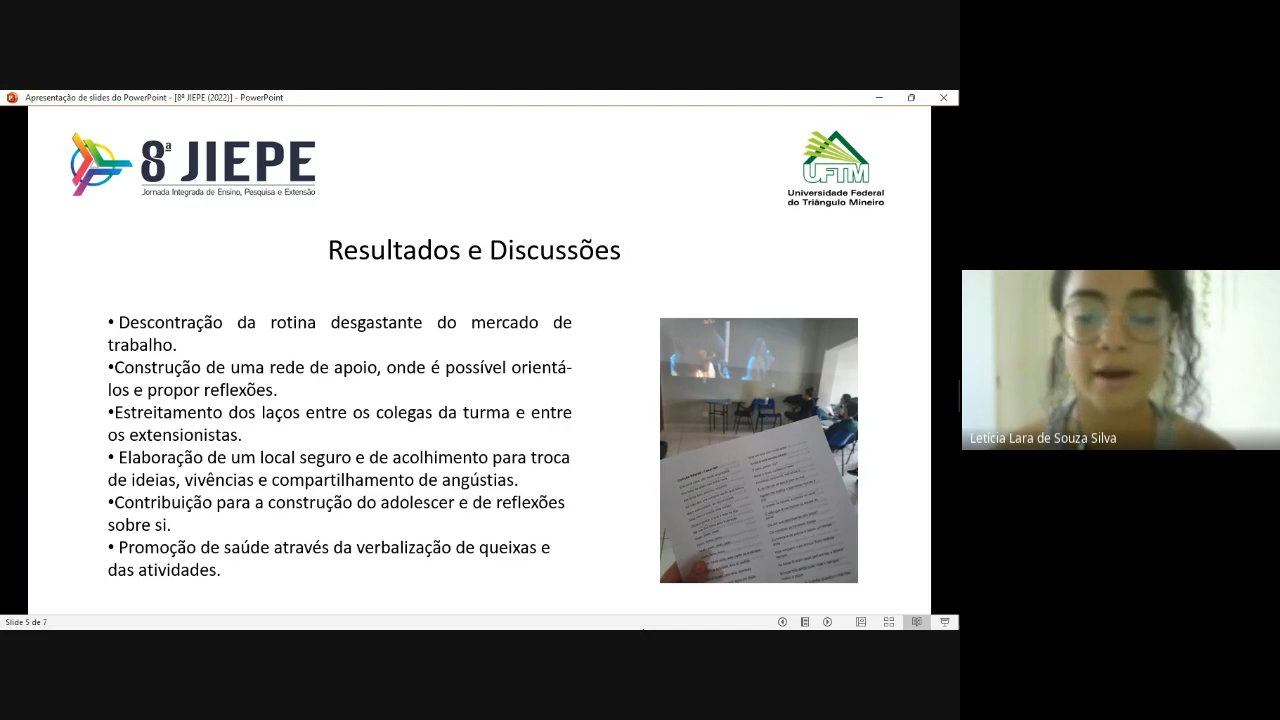 Apresentação de slides do PowerPoint - [8ª JIEPE (2022)] - PowerPoint
8ª JIEPE
Jornada Integrada de Ensino, Pesquisa e Extensão
UFTM
Universidade Federal
do Triângulo Mineiro
Resultados e Discussões
• Descontração da rotina desgastante do mercado de
trabalho.
•Construção de uma rede de apoio, onde é possível orientá-
los e propor reflexões.
•Estreitamento dos laços entre os colegas da turma e entre
os extensionistas.
• Elaboração de um local seguro e de acolhimento para troca
de ideias, vivências e compartilhamento de angústias.
•Contribuição para a construção do adolescer e de reflexões
sobre si.
• Promoção de saúde através da verbalização de queixas e
das atividades.
Letícia Lara de Souza Silva
Slide 5 de 7